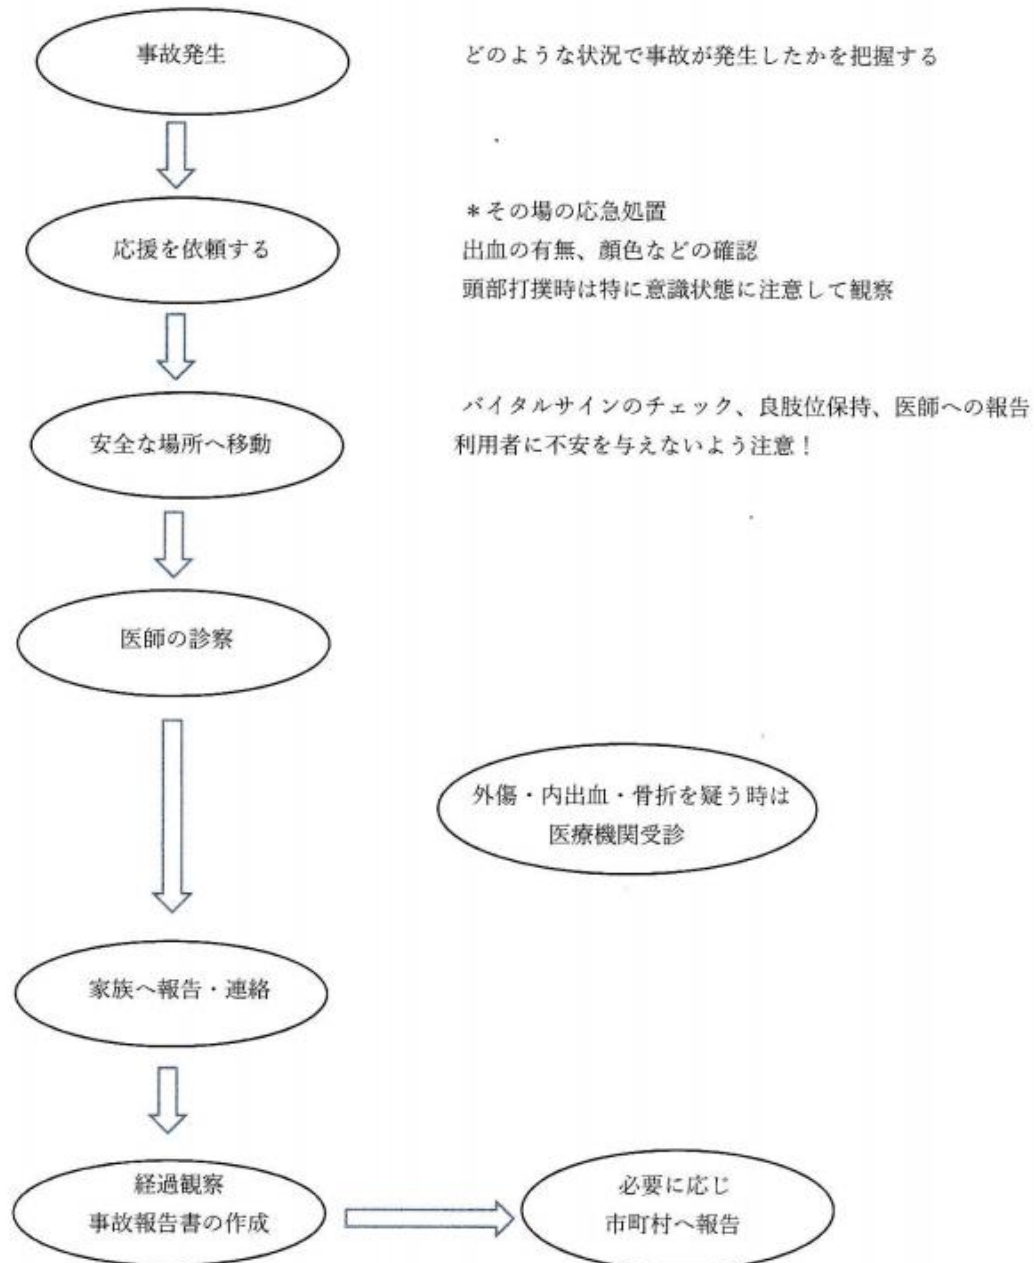 事故発生
どのような状況で事故が発生したかを把握する
応援を依頼する
*その場の応急処置
出血の有無、顔色などの確認
頭部打撲時は特に意識状態に注意して観察
安全な場所へ移動
バイタルサインのチェック、良肢位保持、医師への報告
利用者に不安を与えないよう注意！
医師の診察
外傷・内出血・骨折を疑う時は
医療機関受診
家族へ報告・連絡
経過観察
事故報告書の作成
必要に応じ
市町村へ報告